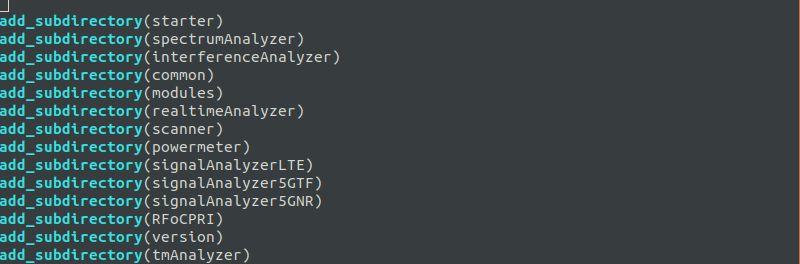 add_subdirectory(starter)
add_subdirectory(spectrumAnalyzer)
add_subdirectory(interferenceAnalyzer)
add_subdirectory(common)
add_subdirectory(modules)
add_subdirectory(realtimeAnalyzer)
add_subdirectory(scanner)
add_subdirectory(powermeter)
add_subdirectory(signalAnalyzerLTE)
add_subdirectory(signalAnalyzer5GTF)
add_subdirectory(signalAnalyzer5GNR)
add_subdirectory(RFoCPRI)
add_subdirectory(version)
add_subdirectory(tmAnalyzer)